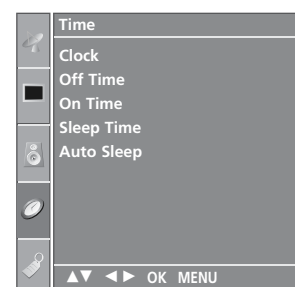 Time
Clock
Off Time
On Time
Sleep Time
Auto Sleep
▲▼ ◄► OK MENU